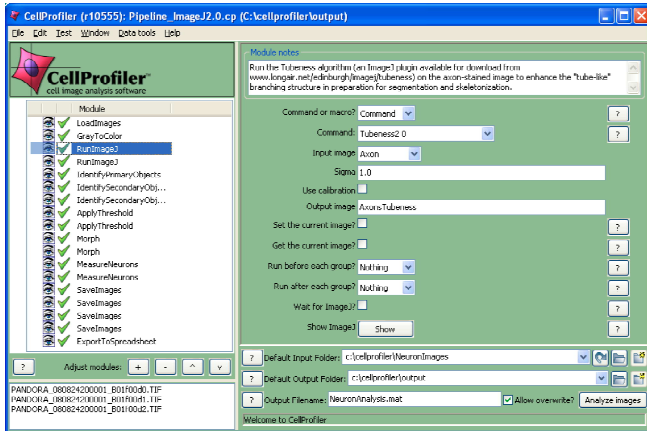 CellProfiler (r10555): Pipeline_ImageJ2.0.cp (C:\cellprofiler\output)
File Edit Test Window Data tools Help
CellProfiler™
cell image analysis software
Module
LoadImages
GrayToColor
RunImageJ
RunImageJ
IdentifyPrimaryObjects
IdentifySecondaryObj...
IdentifySecondaryObj...
ApplyThreshold
ApplyThreshold
Morph
Morph
MeasureNeurons
MeasureNeurons
SaveImages
SaveImages
SaveImages
SaveImages
ExportToSpreadsheet
? Adjust modules: + - ^ v
PANDORA_080824200001_B01f00d0.TIF
PANDORA_080824200001_B01f00d1.TIF
PANDORA_080824200001_B01f00d2.TIF
Module notes
Run the Tubeness algorithm (an ImageJ plugin available for download from
www.longair.net/edinburgh/imagej/tubeness) on the axon-stained image to enhance the "tube-like"
branching structure in preparation for segmentation and skeletonization.
Command or macro? Command ?
Command: Tubeness2 0 ?
Input image Axon
Sigma 1.0
Use calibration
Output image AxonsTubeness
Set the current image? ?
Get the current image? ?
Run before each group? Nothing ?
Run after each group? Nothing ?
Wait for ImageJ? ?
Show ImageJ Show ?
? Default Input Folder: c:\cellprofiler\NeuronImages
? Default Output Folder: c:\cellprofiler\output
? Output Filename: NeuronAnalysis.mat Allow overwrite? Analyze images
Welcome to CellProfiler